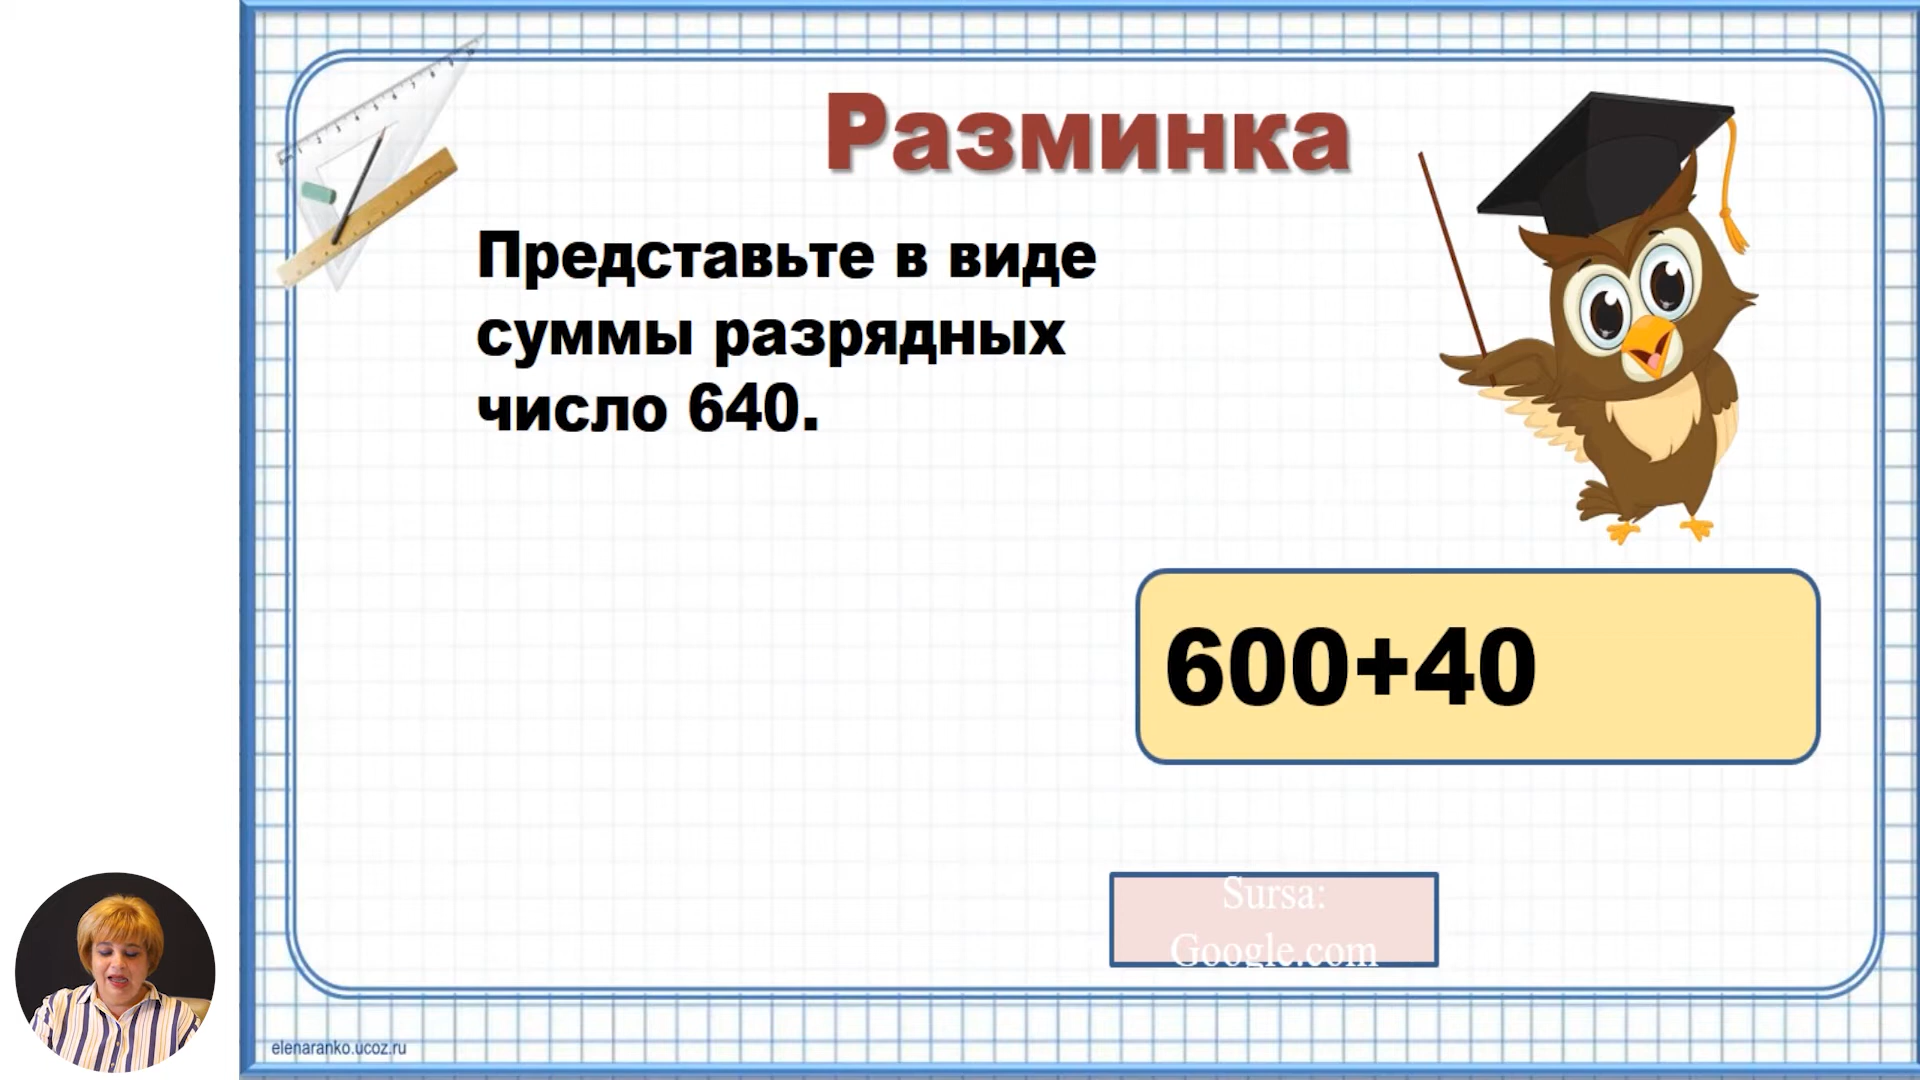 Разминка
Представьте в виде
суммы разрядных
число 640.
600+40
Sursa:
Google.com
elenaranko.ucoz.ru